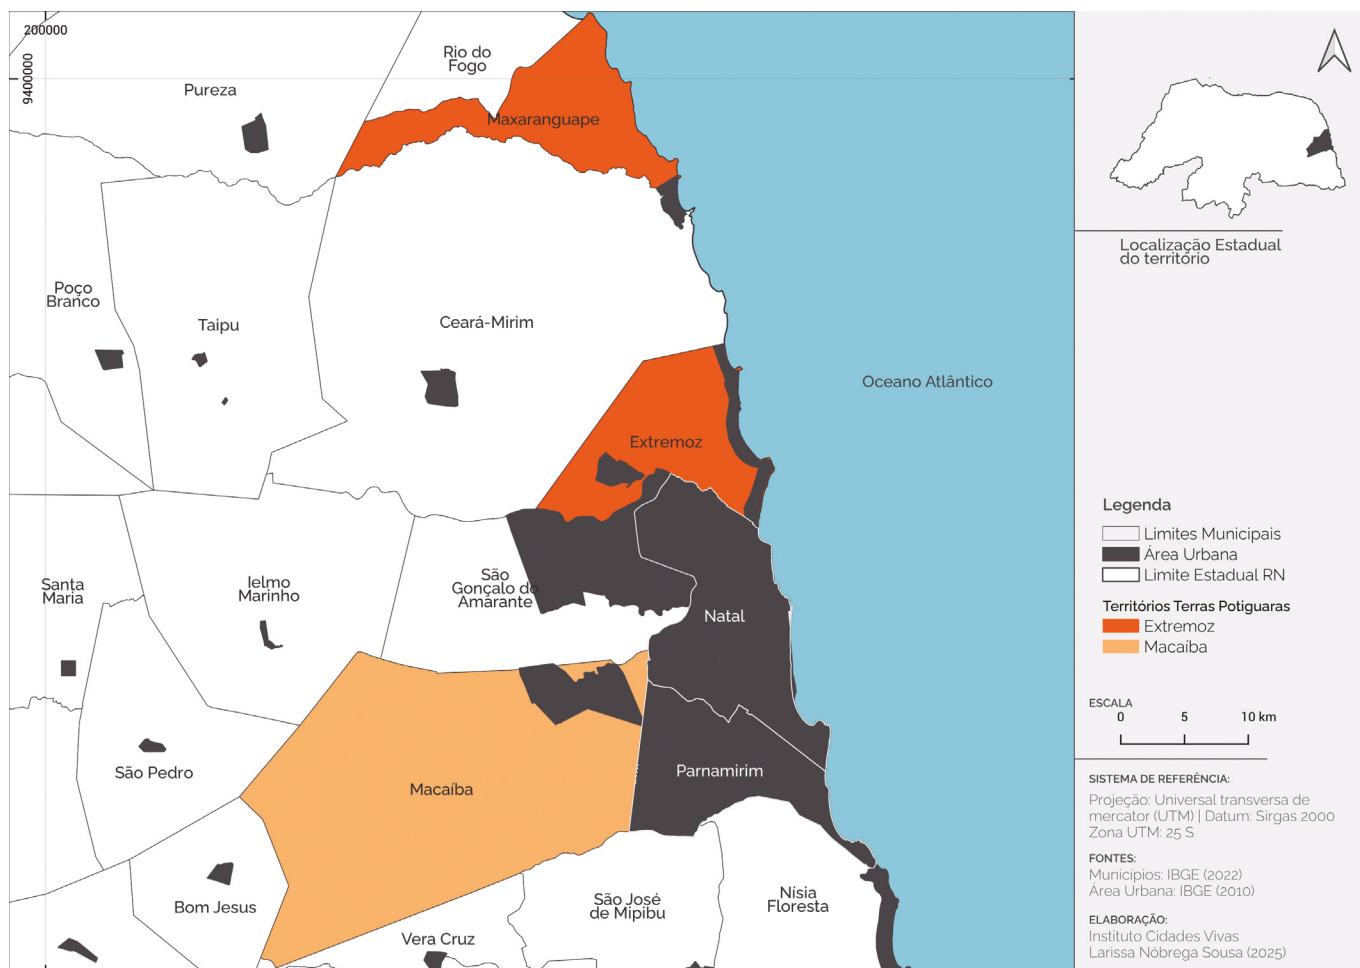 200000
9400000
Rio do
Fogo
Pureza
Maxaranguape
Poço
Branco
Taipu
Ceará-Mirim
Oceano Atlântico
Extremoz
Santa
Maria
Ielmo
Marinho
São
Gonçalo do
Amarante
Natal
São Pedro
Macaíba
Parnamirim
Bom Jesus
São José
de Mipibu
Nísia
Floresta
Vera Cruz
Localização Estadual
do território
Legenda
Limites Municipais
Área Urbana
Limite Estadual RN
Territórios Terras Potiguaras
Extremoz
Macaíba
ESCALA
0 5 10 km
SISTEMA DE REFERÊNCIA:
Projeção: Universal transversa de
mercator (UTM) | Datum: Sirgas 2000
Zona UTM: 25 S
FONTES:
Municípios: IBGE (2022)
Área Urbana: IBGE (2010)
ELABORAÇÃO:
Instituto Cidades Vivas
Larissa Nóbrega Sousa (2025)